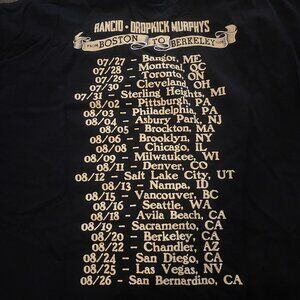 RANCID • DROPKICK MURPHYS
FROM BOSTON TO BERKELEY
07/27 - Bangor, ME
07/28 - Montreal, QC
07/29 - Toronto, ON
07/30 - Cleveland, OH
07/31 - Sterling Heights, MI
08/02 - Pittsburgh, PA
08/03 - Philadelphia, PA
08/04 - Asbury Park, NJ
08/05 - Brockton, MA
08/06 - Brooklyn, NY
08/08 - Chicago, IL
08/09 - Milwaukee, WI
08/11 - Denver, CO
08/12 - Salt Lake City, UT
08/13 - Nampa, ID
08/15 - Vancouver, BC
08/16 - Seattle, WA
08/18 - Avila Beach, CA
08/19 - Sacramento, CA
08/20 - Berkeley, CA
08/22 - Chandler, AZ
08/24 - San Diego, CA
08/25 - Las Vegas, NV
08/26 - San Bernardino, CA